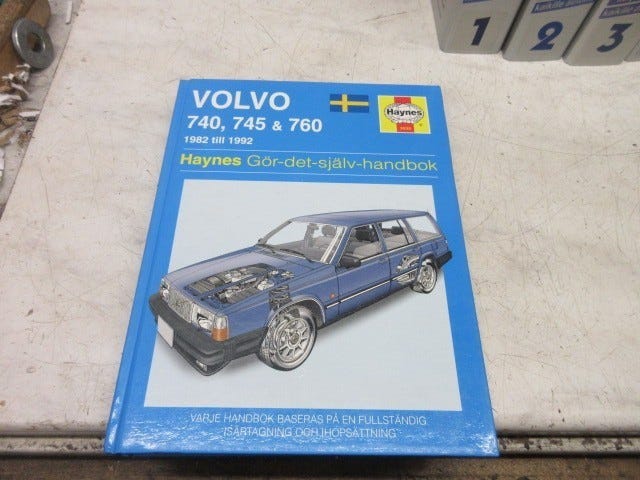 VOLVO
740, 745 & 760
1982 till 1992
Haynes Gör-det-själv-handbok
Haynes
VARJE HANDBOK BASERAS PÅ EN FULLSTÄNDIG
ISÄRTAGNING OCH IHOPSÄTTNING
1
2
3